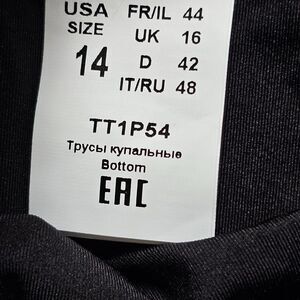 USA FR/IL 44
SIZE UK 16
14 D 42
IT/RU 48
TT1P54
Трусы купальные
Bottom
EAC